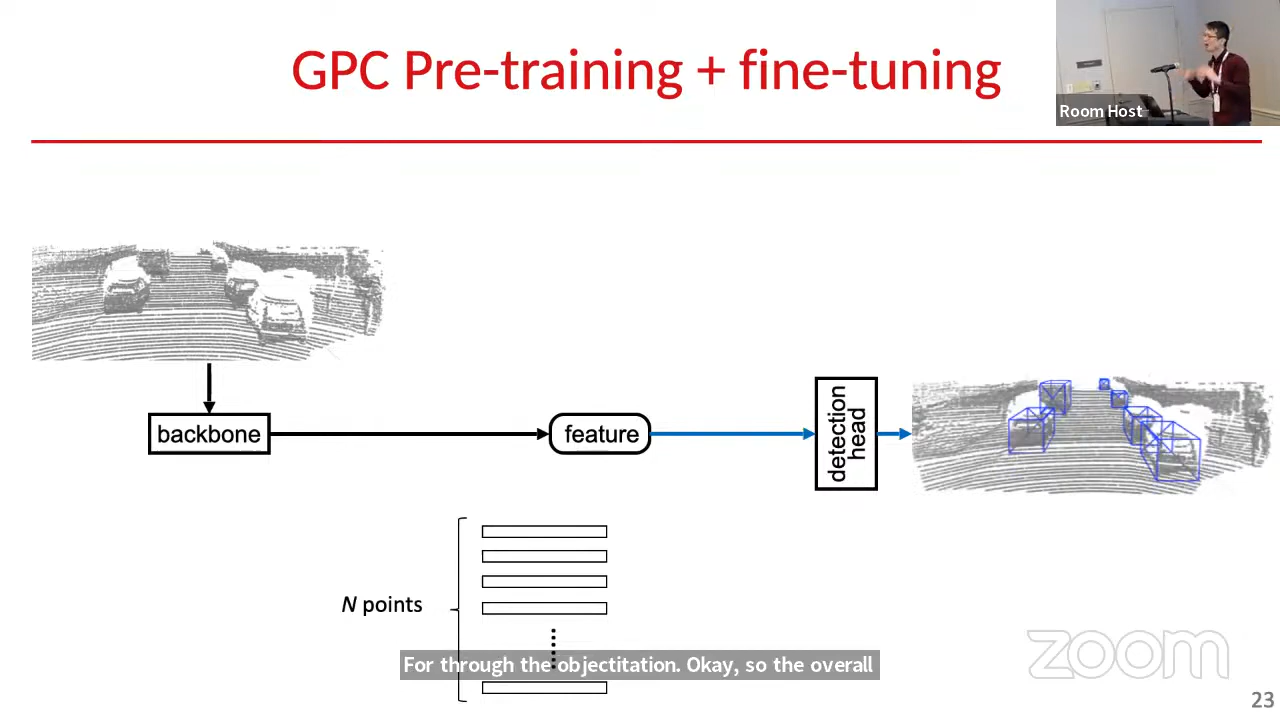 GPC Pre-training + fine-tuning
Room Host
backbone
feature
detection
head
N points
For through the objectitation. Okay, so the overall
zoom
23